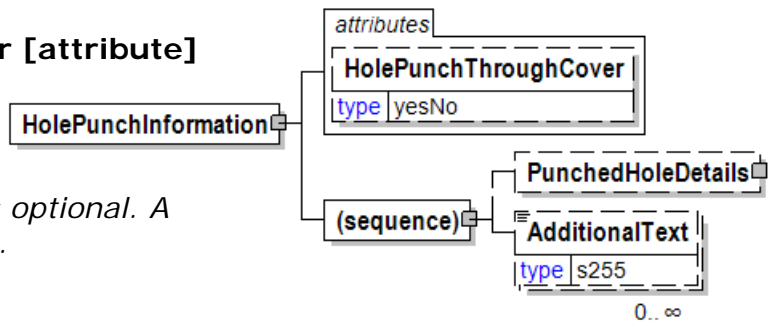 r [attribute]
attributes
HolePunchThroughCover
type yesNo
HolePunchInformation
PunchedHoleDetails
optional. A
(sequence)
AdditionalText
.
type s255
0..∞